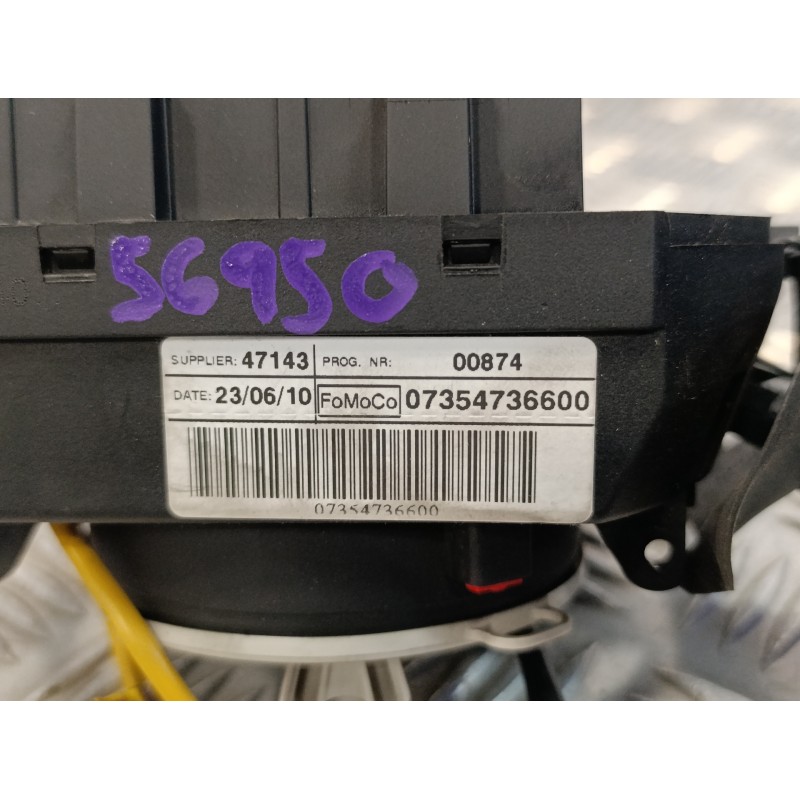 56950
SUPPLIER: 47143 PROG. NR: 00874
DATE: 23/06/10 FoMoCo 07354736600
07354736600